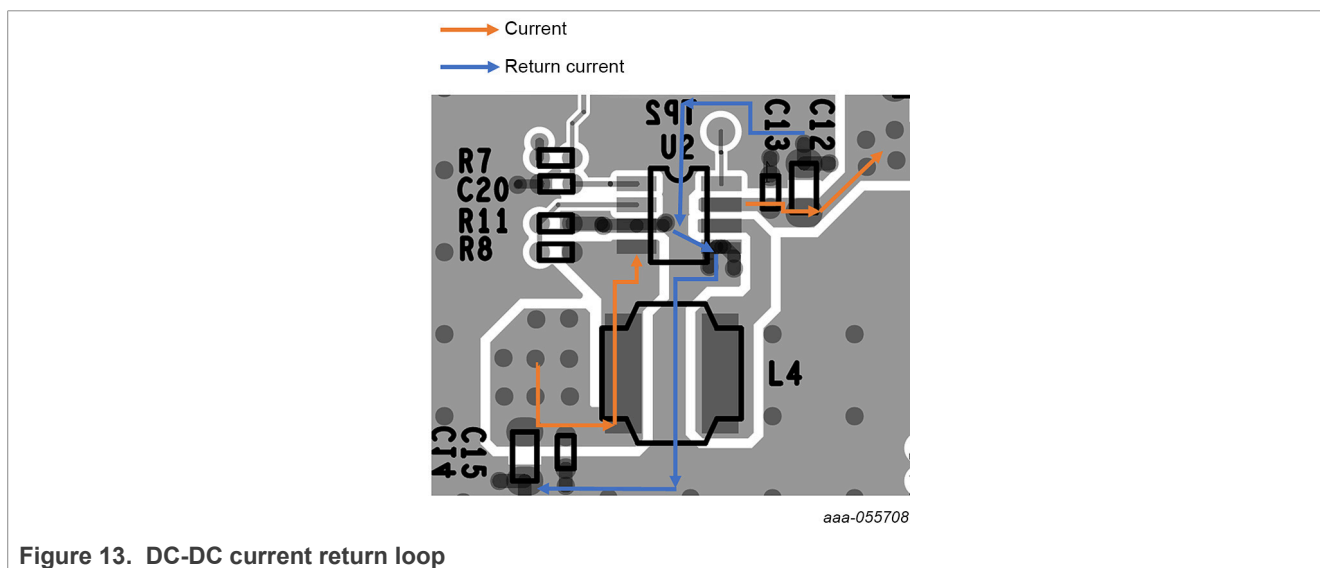 Current
Return current
TP2
U2
C13
C12
R7
C20
R11
R8
L4
C14
C15
aaa-055708
Figure 13. DC-DC current return loop